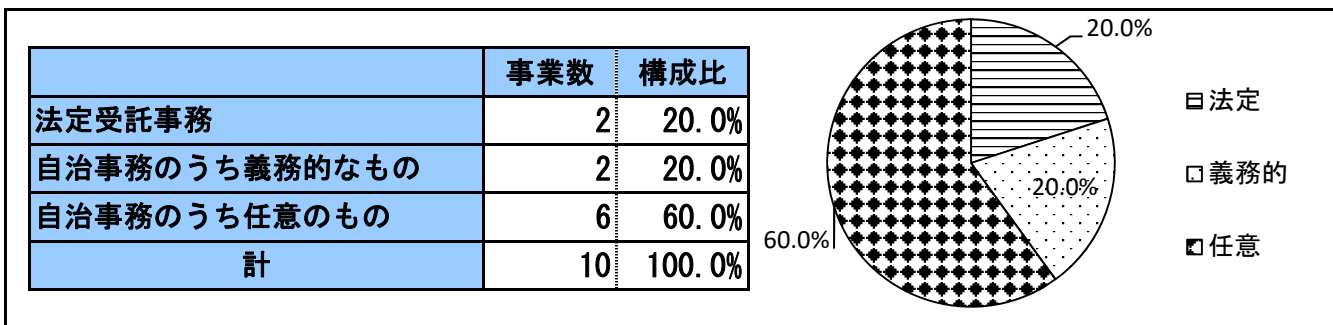 事業数 構成比
法定受託事務 2 20.0%
自治事務のうち義務的なもの 2 20.0%
自治事務のうち任意のもの 6 60.0%
計 10 100.0%
20.0%
20.0%
60.0%
法定
義務的
任意